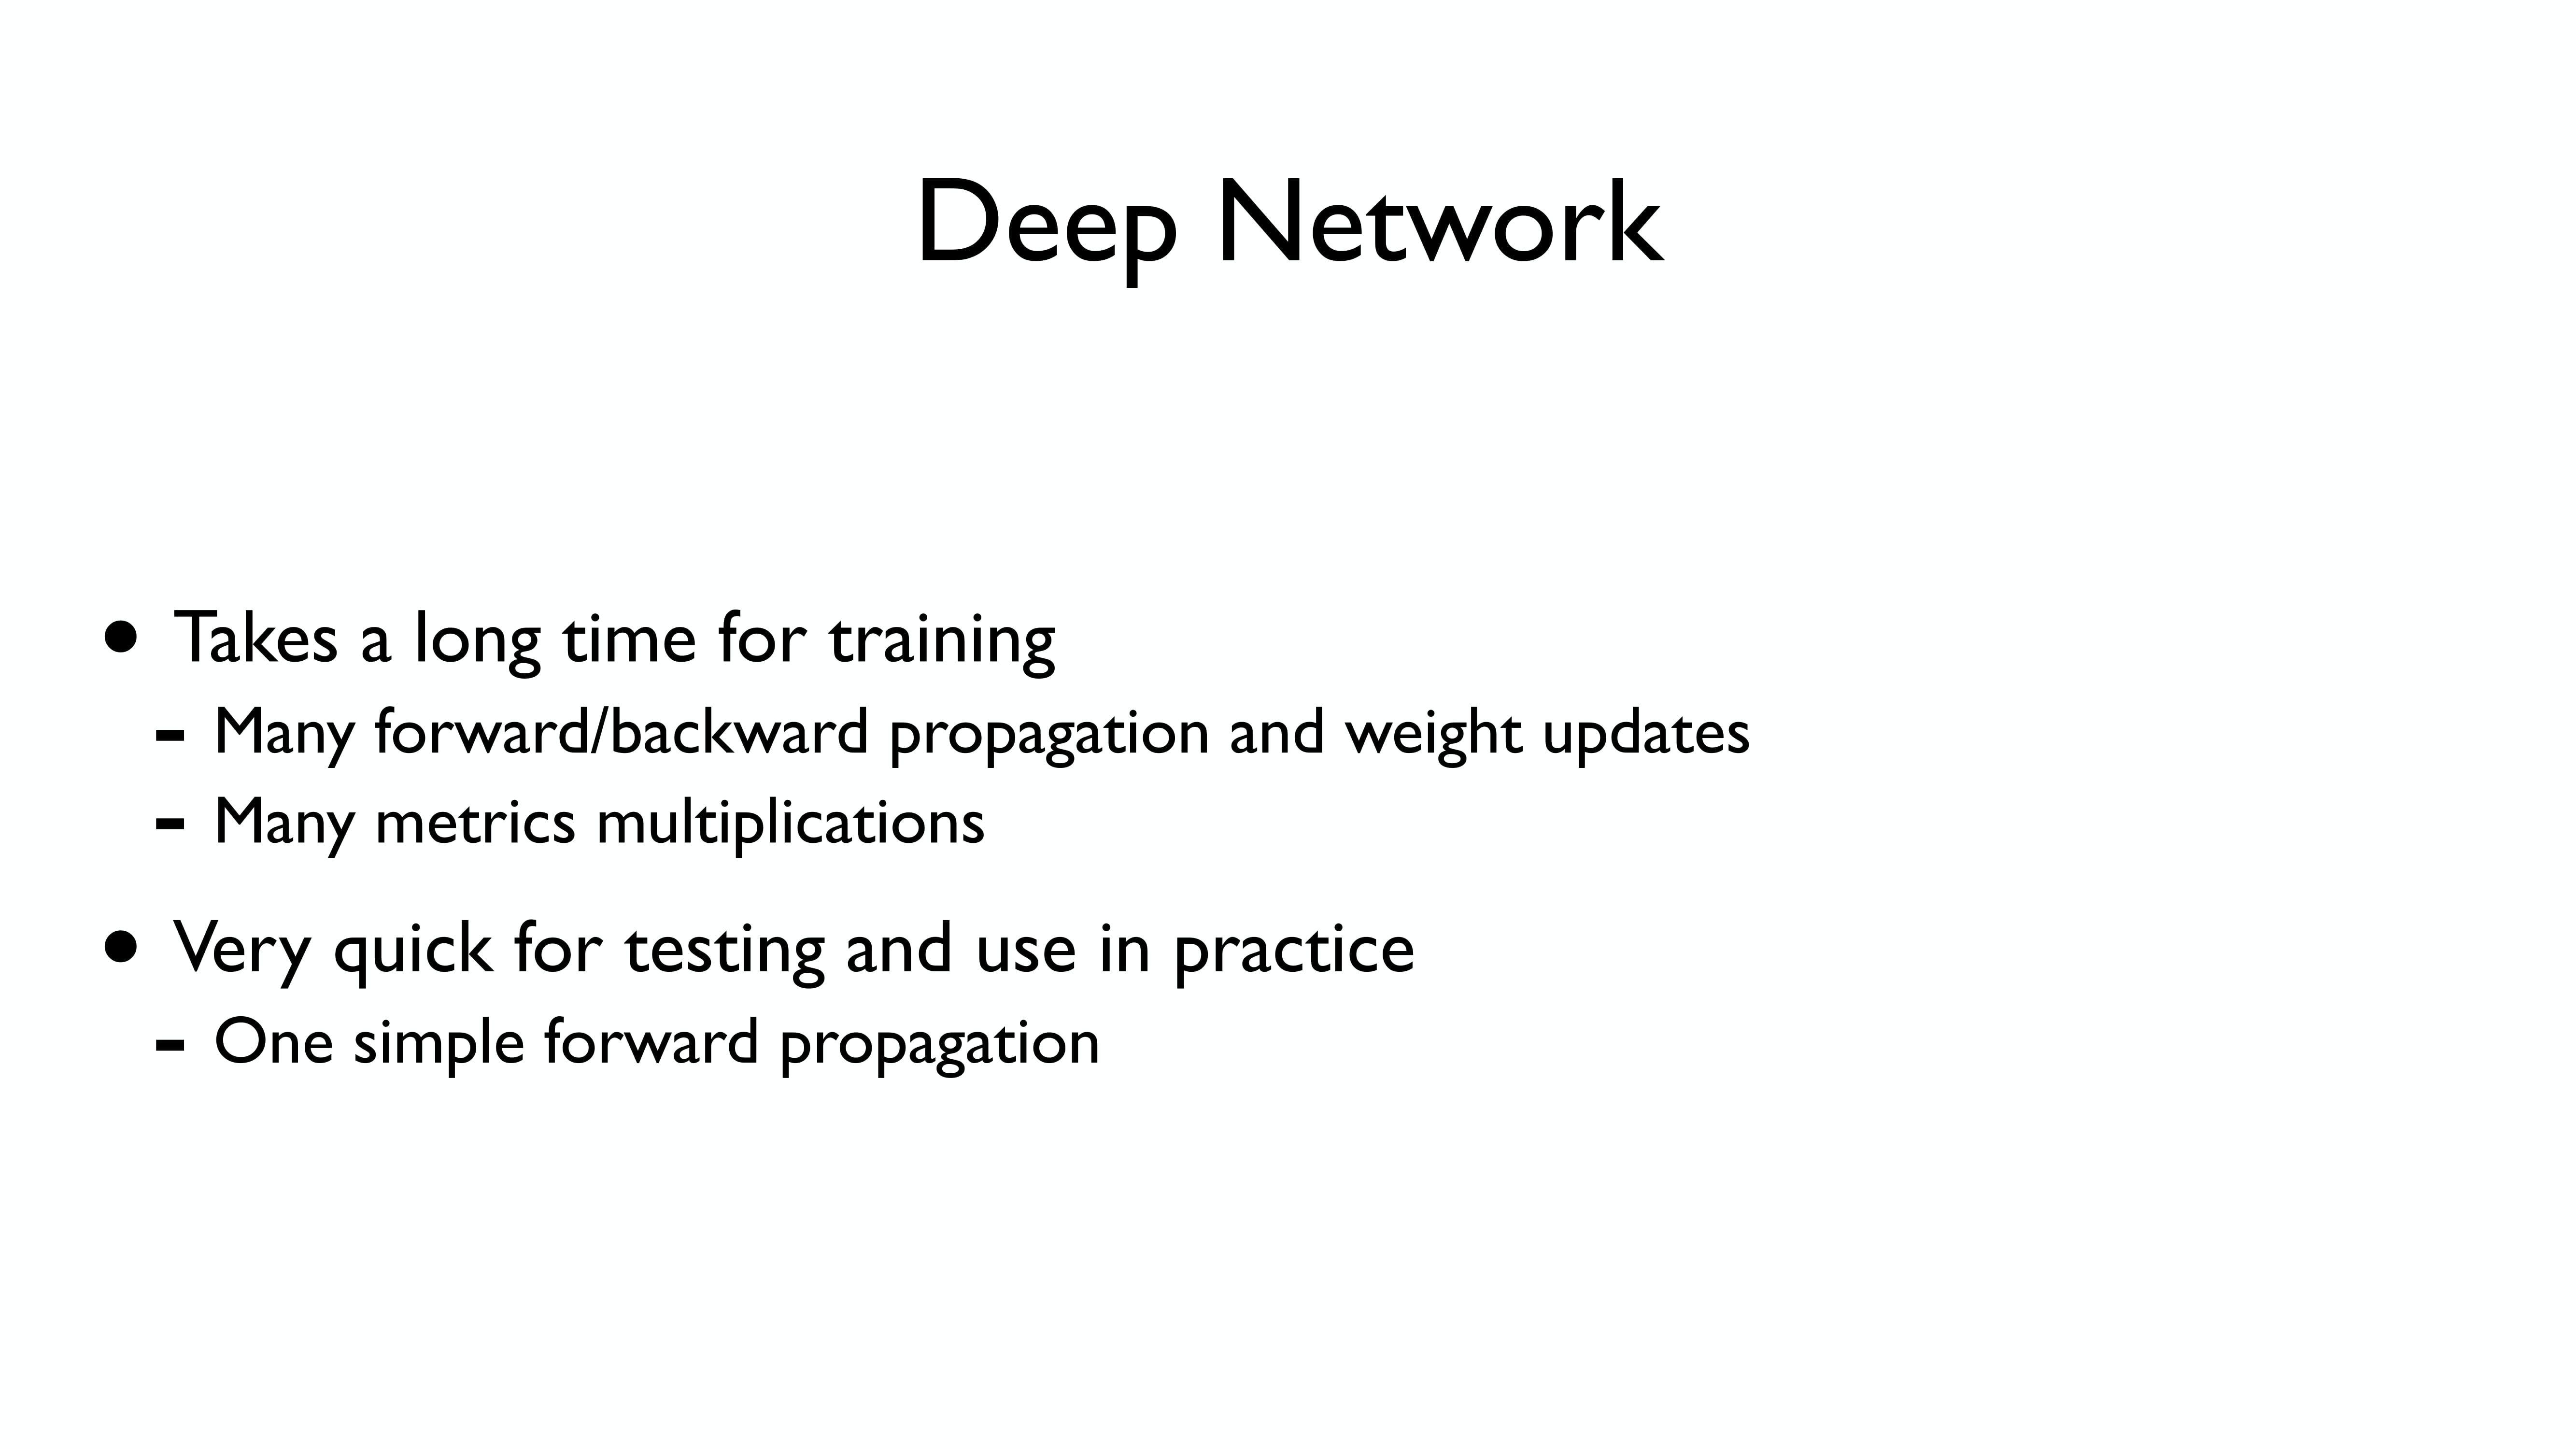 Deep Network
• Takes a long time for training
- Many forward/backward propagation and weight updates
- Many metrics multiplications
• Very quick for testing and use in practice
- One simple forward propagation